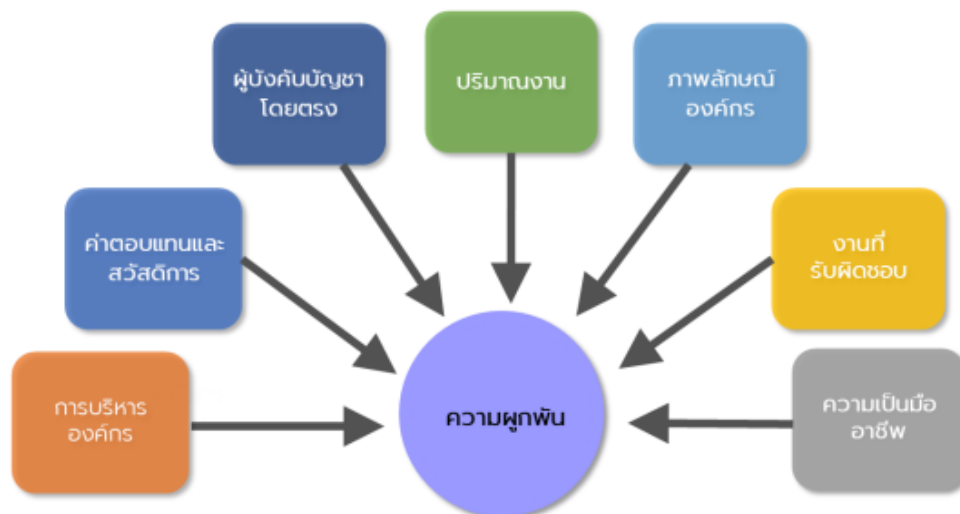 ผู้บังคับบัญชา
โดยตรง
ปริมาณงาน
ภาพลักษณ์
องค์กร
ค่าตอบแทนและ
สวัสดิการ
งานที่
รับผิดชอบ
การบริหาร
องค์กร
ความผูกพัน
ความเป็นมือ
อาชีพ